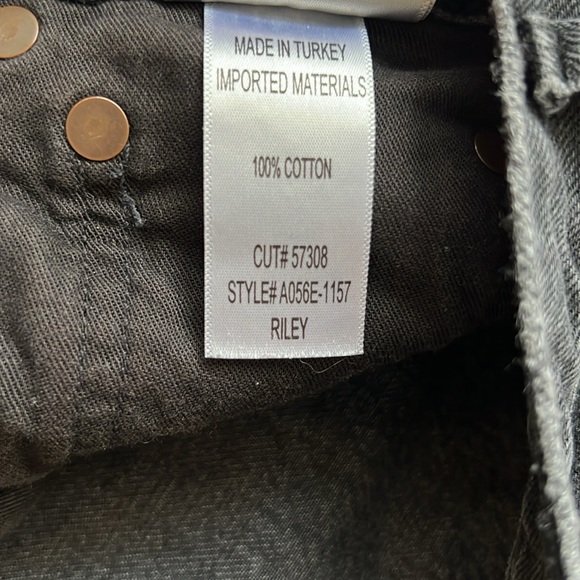 MADE IN TURKEY
IMPORTED MATERIALS
100% COTTON
CUT# 57308
STYLE# A056E-1157
RILEY